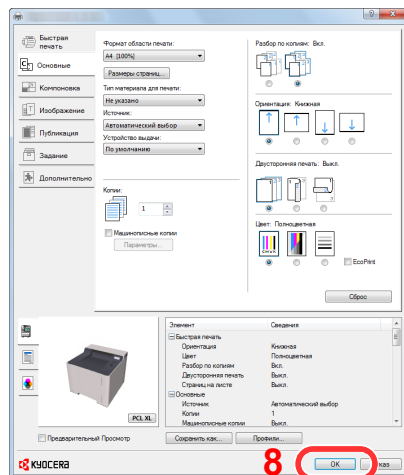 Быстрая печать
Основные
Компоновка
Изображение
Публикация
Задание
Дополнительно
Формат области печати:
A4 [100%]
Размеры страниц...
Тип материала для печати:
Не указано
Источник:
Автоматический выбор
Устройство выдачи:
По умолчанию
Копии:
1
Машинописные копии
Параметры...
Разбор по копиям: Вкл.
Ориентация: Книжная
Двусторонняя печать: Выкл.
Цвет: Полноцветная
CMYK
EcoPrint
Сброс
PCL XL
Предварительный Просмотр
Элемент Сведения
Быстрая печать
Ориентация Книжная
Цвет Полноцветная
Разбор по копиям Вкл.
Двусторонняя печать Выкл.
Страниц на листе Выкл.
Основные
Источник Автоматический выбор
Копии 1
Машинописные копии Выкл.
Сохранить как... Профили...
KYOCERA
8
OK
каз